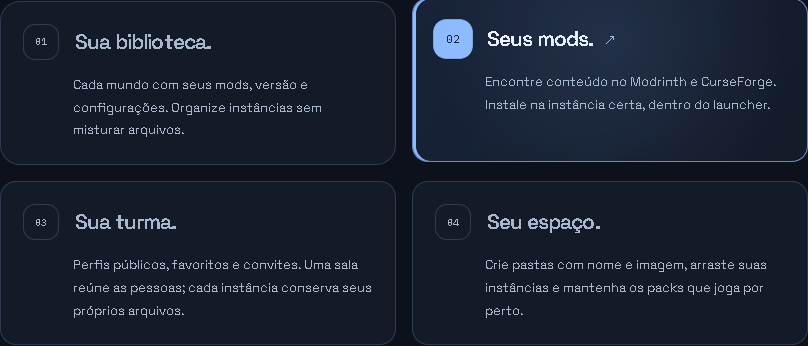 01
Sua biblioteca.
Cada mundo com seus mods, versão e
configurações. Organize instâncias sem
misturar arquivos.
02
Seus mods. ↗
Encontre conteúdo no Modrinth e CurseForge.
Instale na instância certa, dentro do launcher.
03
Sua turma.
Perfis públicos, favoritos e convites. Uma sala
reúne as pessoas; cada instância conserva seus
próprios arquivos.
04
Seu espaço.
Crie pastas com nome e imagem, arraste suas
instâncias e mantenha os packs que joga por
perto.